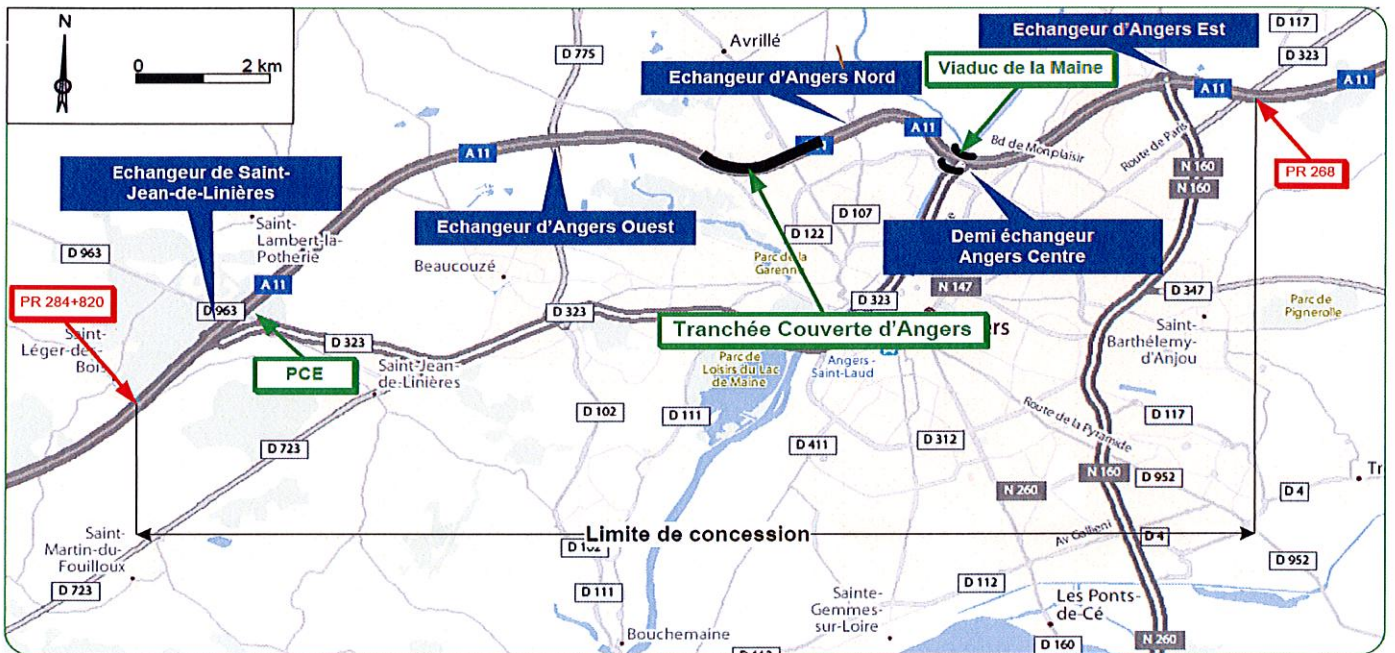 N
0 2 km
D 775
Avrillé
Echangeur d'Angers Est
D 117
D 323
Echangeur d'Angers Nord
Viaduc de la Maine
A 11
A 11
A 11
A 11
Bd de Monplaisir
Route de Paris
N 160
N 160
PR 268
Echangeur de Saint-
Jean-de-Linières
Echangeur d'Angers Ouest
D 107
D 122
Demi échangeur
Angers Centre
Saint-
Lambert-la-
Potherie
D 963
Beaucouzé
Parc de la
Garenne
A 11
D 323
N 147
D 347
Parc de
Pignerolle
PR 284+820
D 963
D 323
Tranchée Couverte d'Angers
ers
Saint-
Barthélemy-
d'Anjou
Saint-
Léger-des-
Bois
D 323
PCE
Saint-Jean-
de-Linières
Parc de
Loisirs du Lac
de Maine
Angers-
Saint-Laud
D 102
D 111
D 411
D 312
Route de la Pyramide
D 117
D 723
N 160
D 952
N 260
D 4
Tr
Limite de concession
Saint-
Martin-du-
Fouilloux
D 102
Av Gallieni
D 4
D 952
D 723
D 111
D 112
Sainte-
Gemmes-
sur-Loire
Les Ponts-
de-Cé
Bouchemaine
D 160
N 260